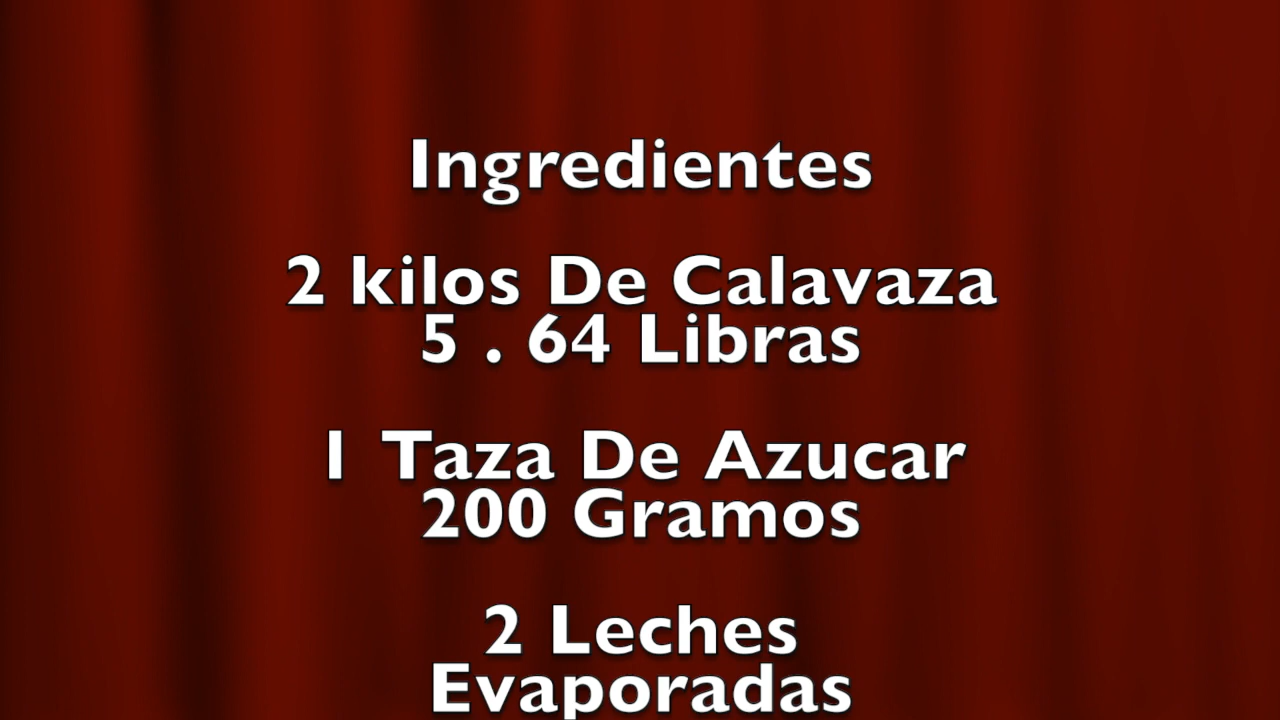 Ingredientes
2 kilos De Calavaza
5 . 64 Libras
1 Taza De Azucar
200 Gramos
2 Leches
Evaporadas